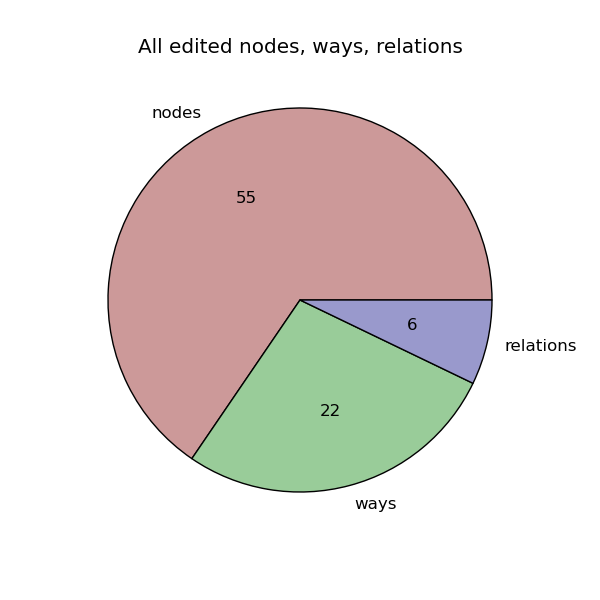 All edited nodes, ways, relations
nodes
55
6
relations
22
ways